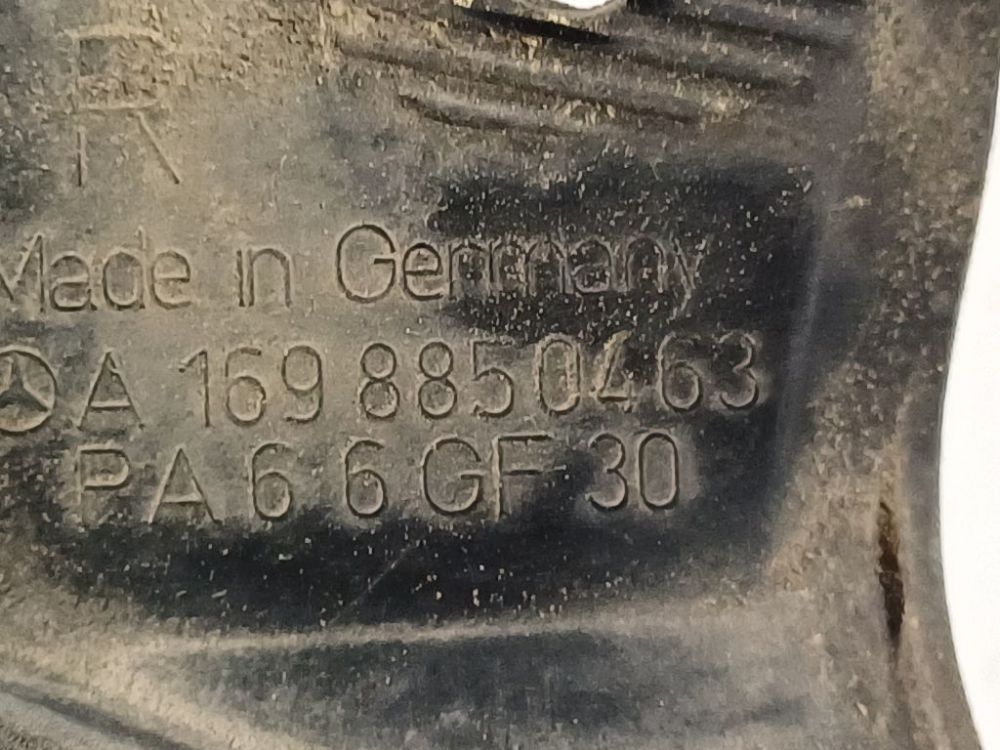 R
Made in Germany
A 169 885 04 63
PA 6 6 GF 30